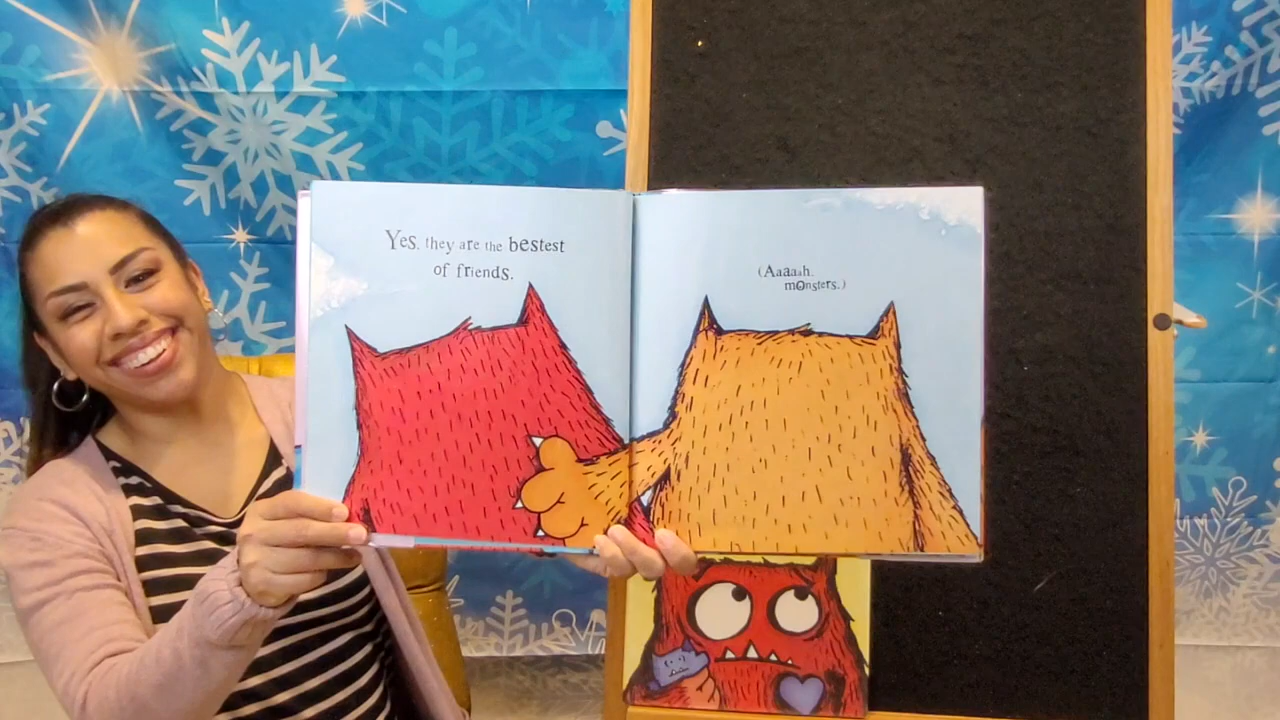 Yes, they are the bestest
of friends.
(Aaaaah,
monsters.)